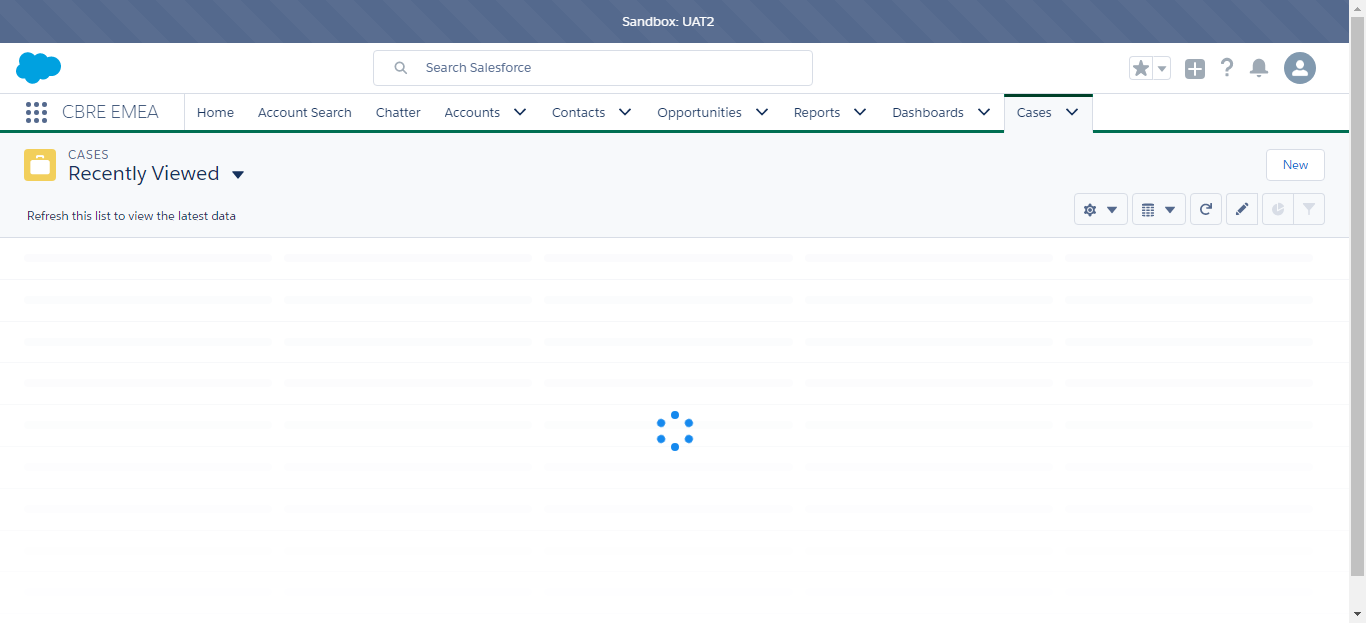 Sandbox: UAT2
Search Salesforce
CBRE EMEA
Home
Account Search
Chatter
Accounts
Contacts
Opportunities
Reports
Dashboards
Cases
CASES
Recently Viewed
New
Refresh this list to view the latest data